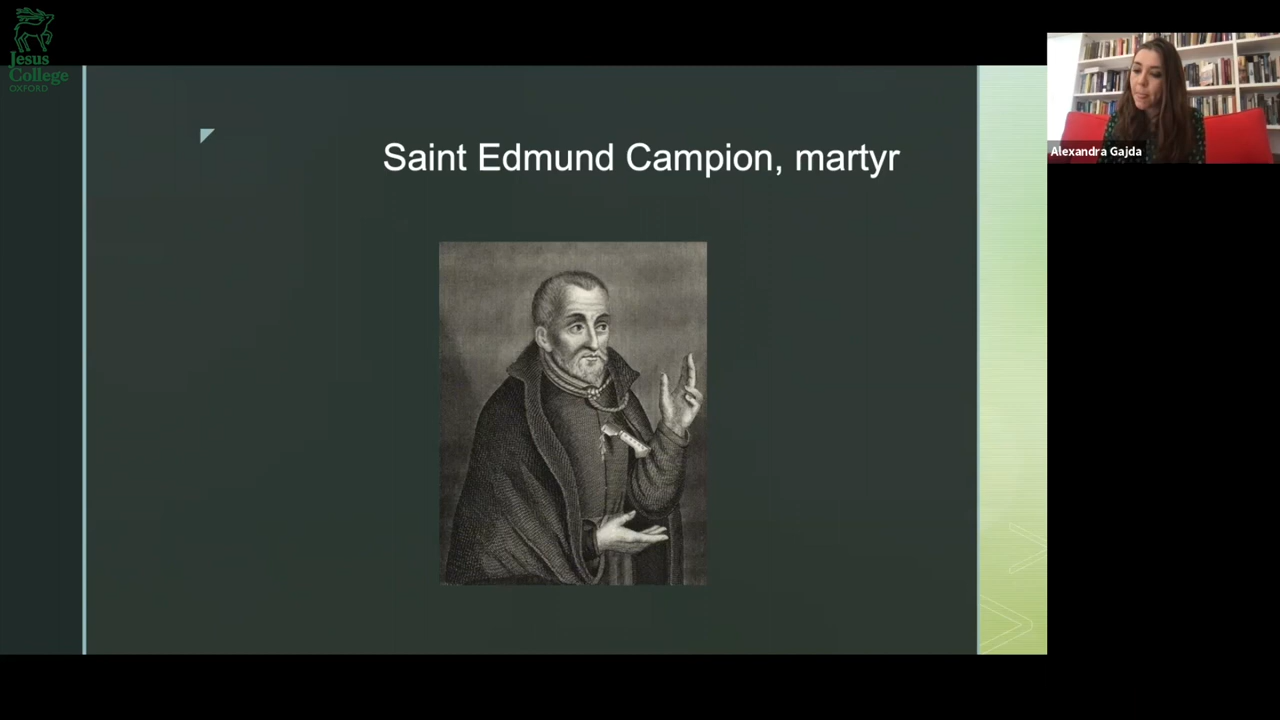 Jesus
College
OXFORD
Saint Edmund Campion, martyr
Alexandra Gajda